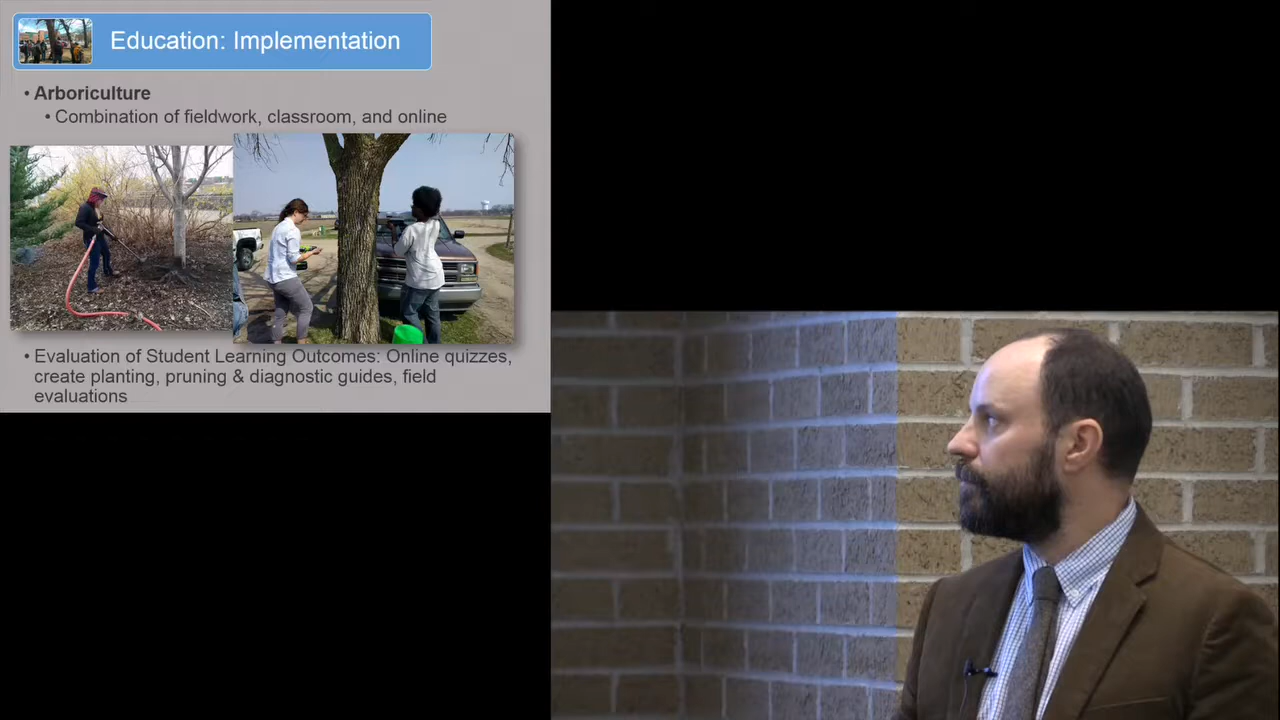 Education: Implementation
• Arboriculture
• Combination of fieldwork, classroom, and online
• Evaluation of Student Learning Outcomes: Online quizzes,
create planting, pruning & diagnostic guides, field
evaluations